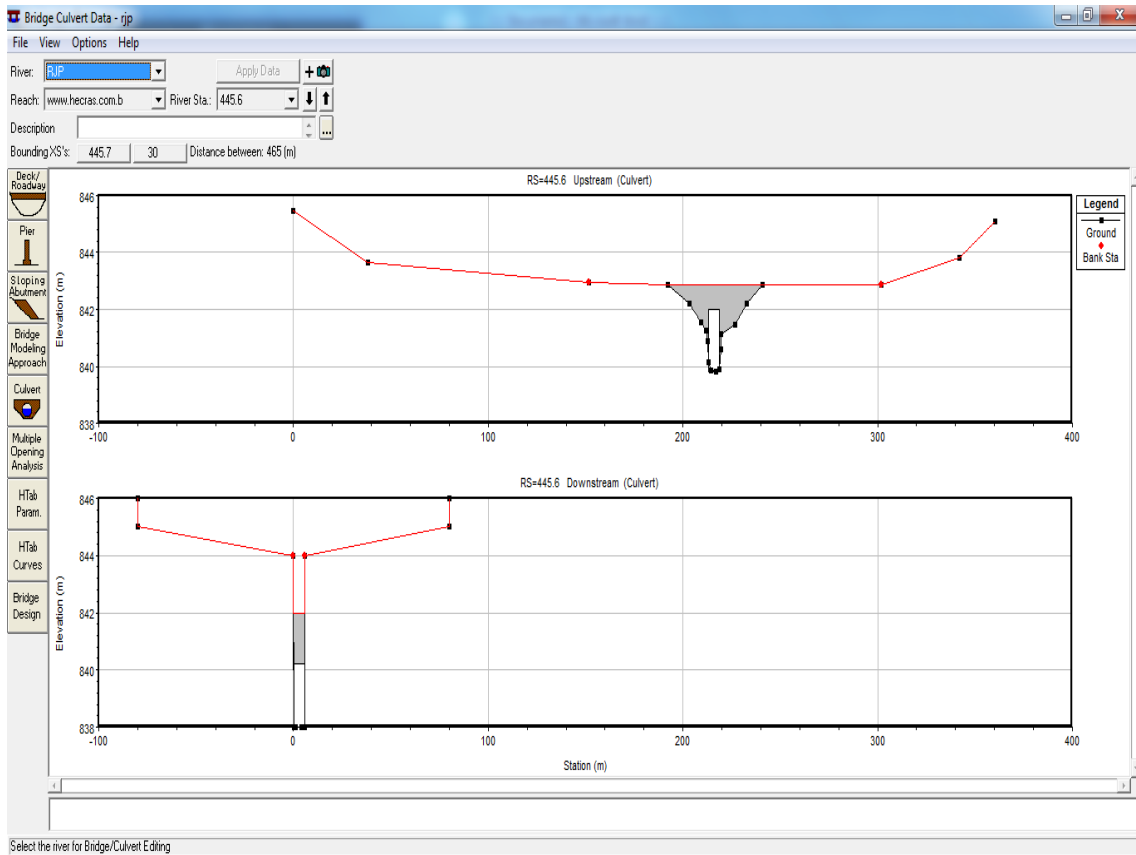 Bridge Culvert Data - rjp
File View Options Help
River: RJP Apply Data +
Reach: www.hecras.com.b River Sta.: 445.6
Description ...
Bounding XS's: 445.7 30 Distance between: 465 (m)
Deck/
Roadway
Pier
Sloping
Abutment
Bridge
Modeling
Approach
Culvert
Multiple
Opening
Analysis
HTab
Param.
HTab
Curves
Bridge
Design
RS=445.6 Upstream (Culvert)
846
844
842
840
838
Elevation (m)
-100 0 100 200 300 400
Legend
Ground
Bank Sta
RS=445.6 Downstream (Culvert)
846
844
842
840
838
Elevation (m)
-100 0 100 200 300 400
Station (m)
Select the river for Bridge/Culvert Editing